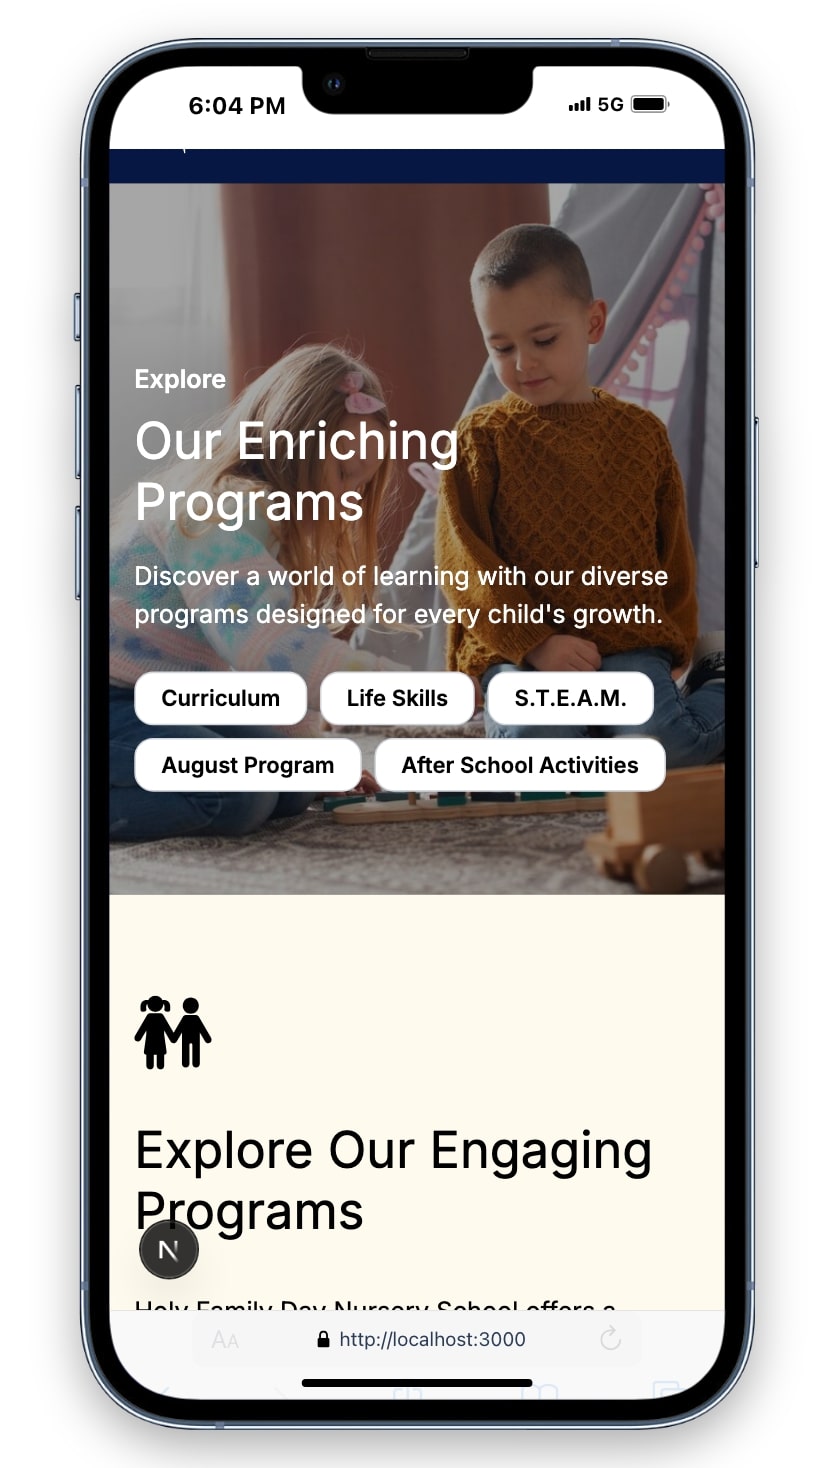 6:04 PM
5G
Explore
Our Enriching
Programs
Discover a world of learning with our diverse
programs designed for every child's growth.
Curriculum
Life Skills
S.T.E.A.M.
August Program
After School Activities
Explore Our Engaging
Programs
N
Holy Family Day Nursery School offers a
AA
http://localhost:3000